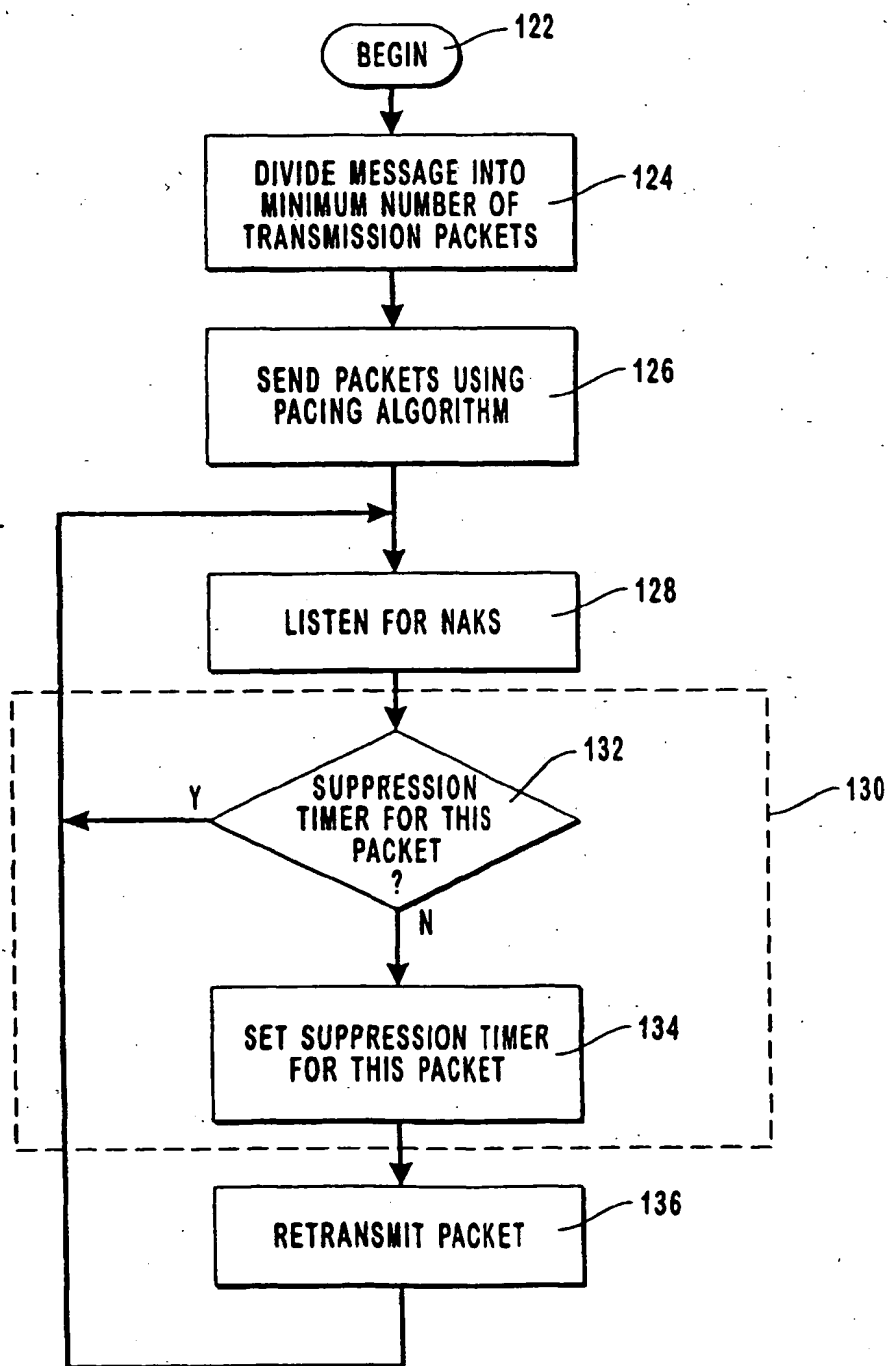 BEGIN
122
DIVIDE MESSAGE INTO
MINIMUM NUMBER OF
TRANSMISSION PACKETS
124
SEND PACKETS USING
PACING ALGORITHM
126
LISTEN FOR NAKS
128
130
132
SUPPRESSION
TIMER FOR THIS
PACKET
?
Y
N
SET SUPPRESSION TIMER
FOR THIS PACKET
134
RETRANSMIT PACKET
136